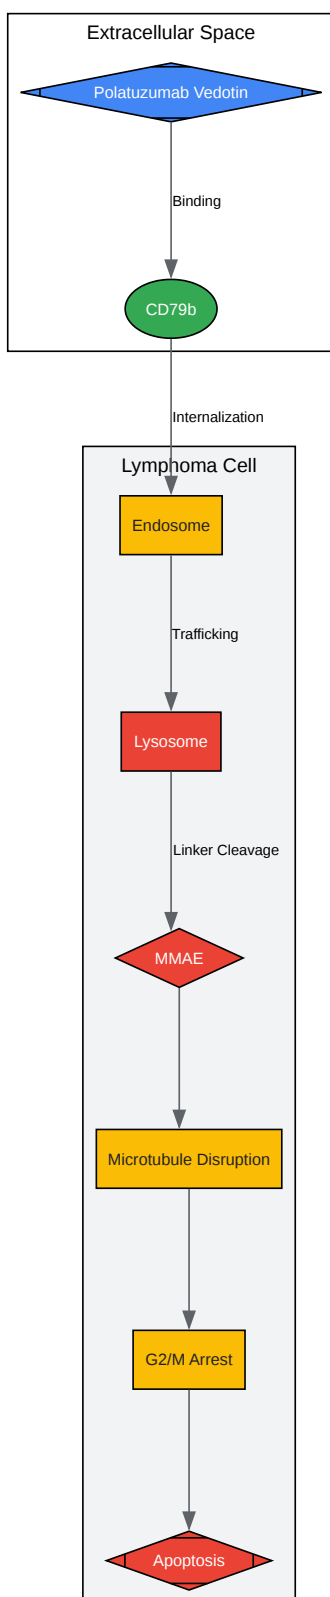 Extracellular Space
Polatuzumab Vedotin
Binding
CD79b
Internalization
Lymphoma Cell
Endosome
Trafficking
Lysosome
Linker Cleavage
MMAE
Microtubule Disruption
G2/M Arrest
Apoptosis